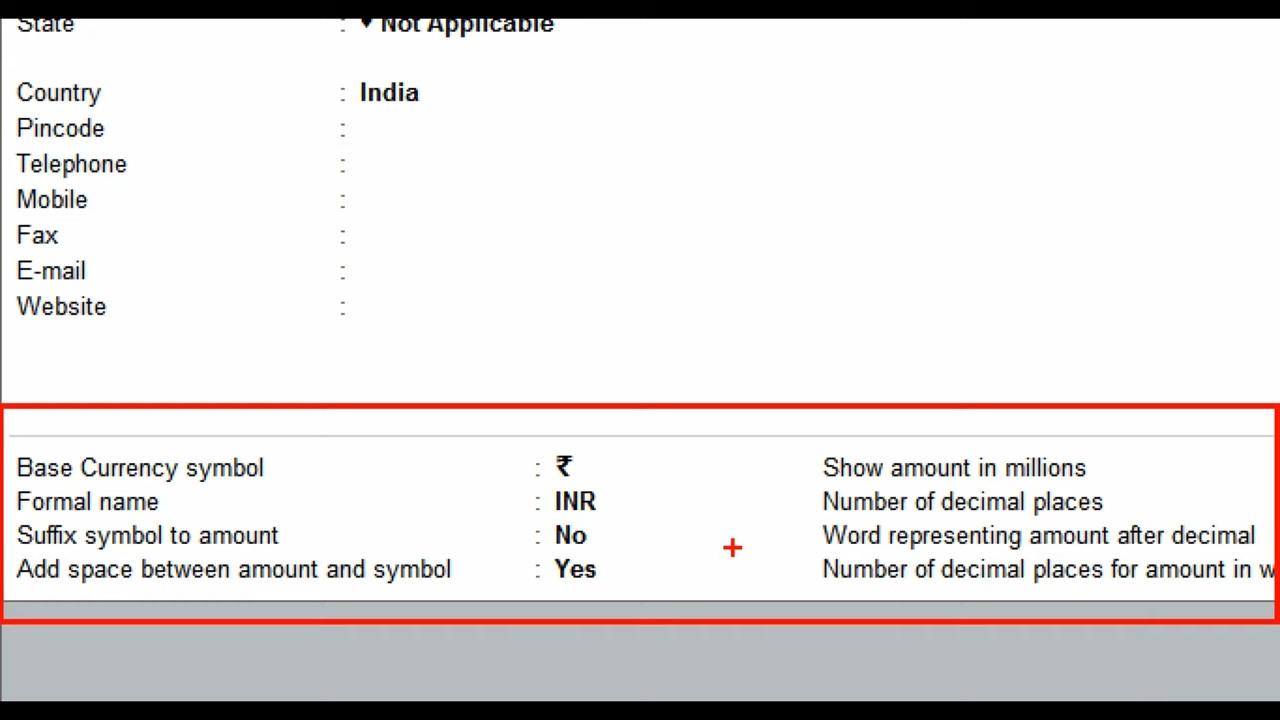 State : ♦ Not Applicable
Country : India
Pincode :
Telephone :
Mobile :
Fax :
E-mail :
Website :
Base Currency symbol : ₹ Show amount in millions
Formal name : INR Number of decimal places
Suffix symbol to amount : No Word representing amount after decimal
Add space between amount and symbol : Yes Number of decimal places for amount in